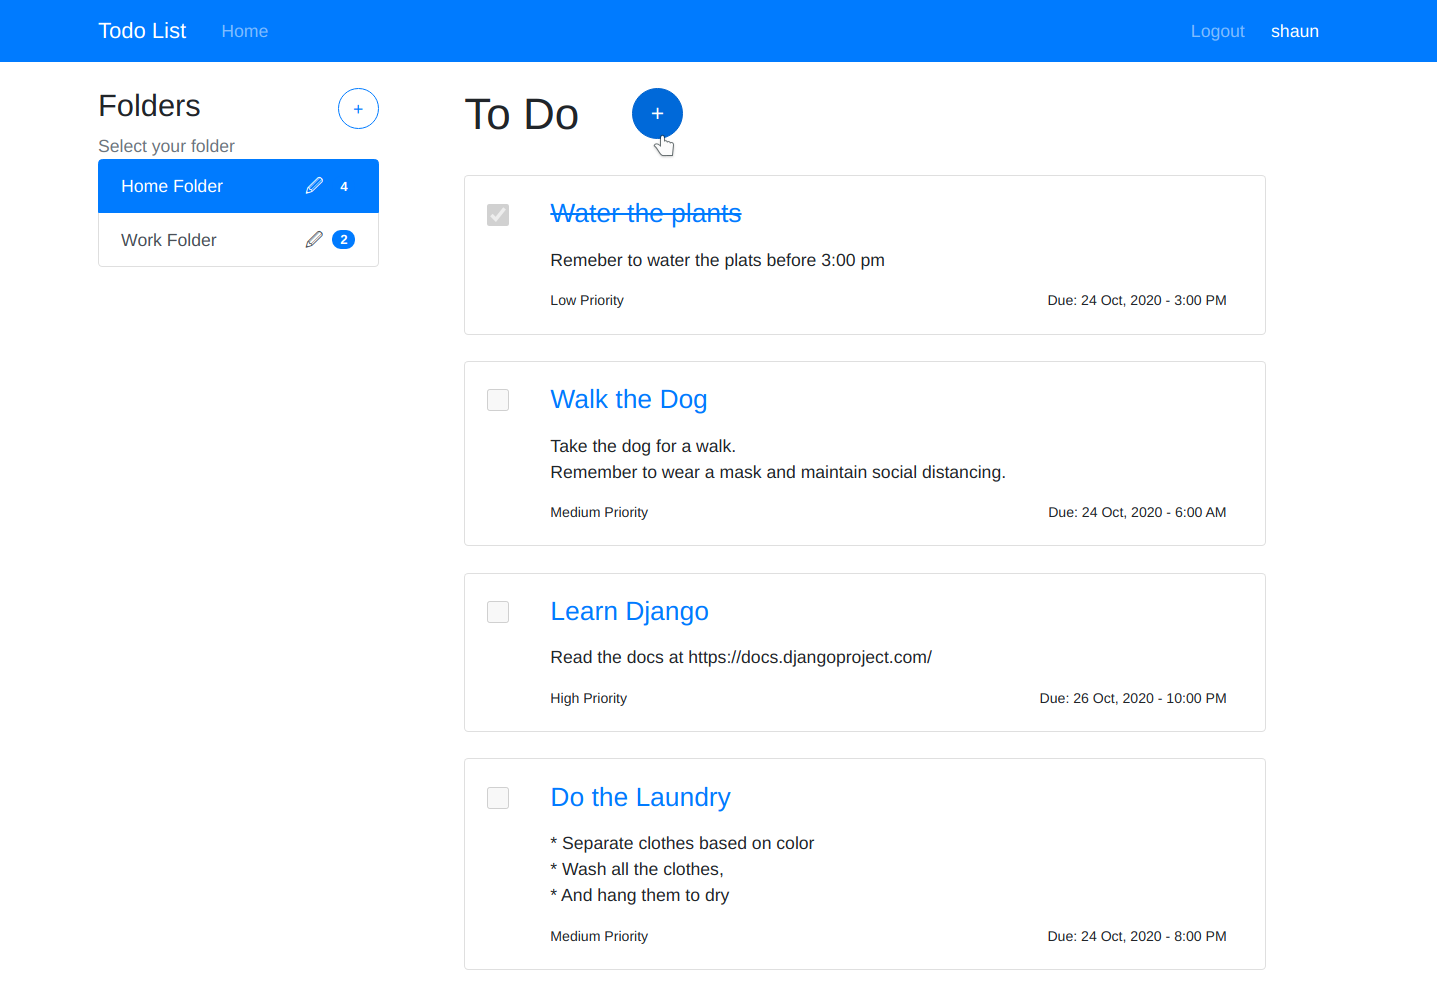 Todo List Home Logout shaun
Folders +
Select your folder
Home Folder 4
Work Folder 2
To Do +
Water the plants
Remeber to water the plats before 3:00 pm
Low Priority Due: 24 Oct, 2020 - 3:00 PM
Walk the Dog
Take the dog for a walk.
Remember to wear a mask and maintain social distancing.
Medium Priority Due: 24 Oct, 2020 - 6:00 AM
Learn Django
Read the docs at https://docs.djangoproject.com/
High Priority Due: 26 Oct, 2020 - 10:00 PM
Do the Laundry
* Separate clothes based on color
* Wash all the clothes,
* And hang them to dry
Medium Priority Due: 24 Oct, 2020 - 8:00 PM